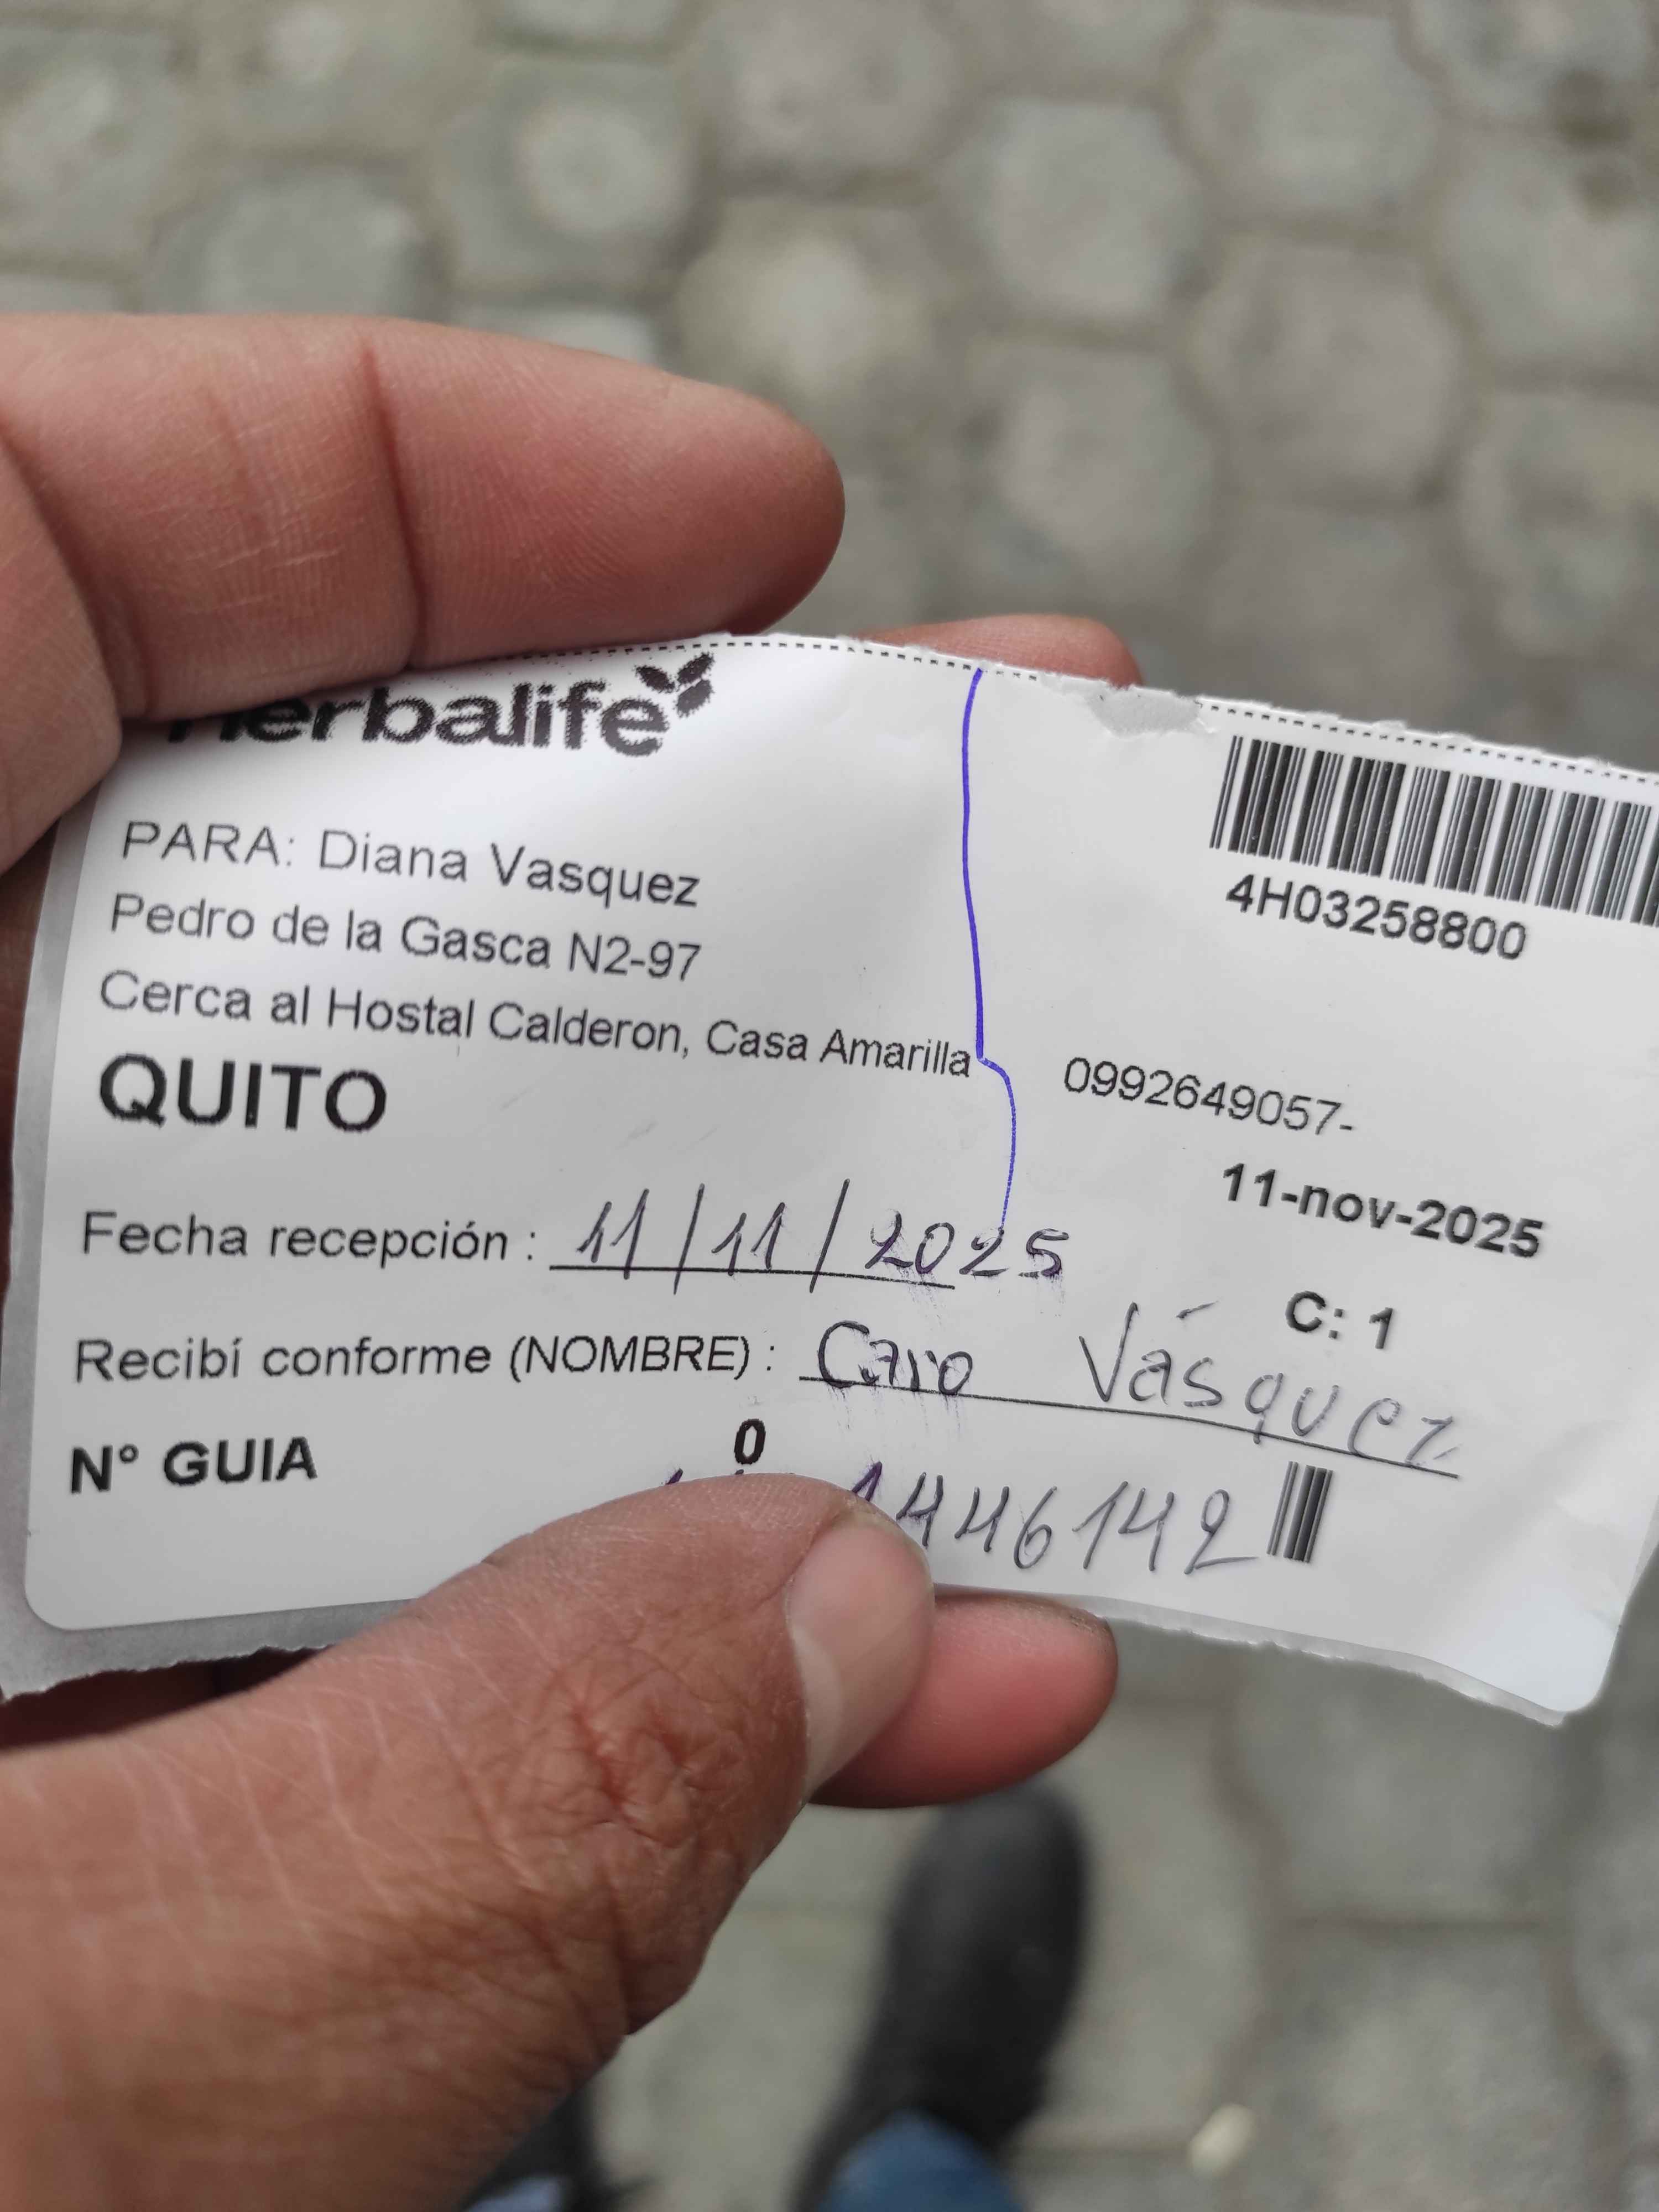 herbalife
4H03258800
PARA: Diana Vasquez
Pedro de la Gasca N2-97
Cerca al Hostal Calderon, Casa Amarilla
0992649057-
QUITO
11-nov-2025
Fecha recepción : 11/11/2025
C: 1
Recibí conforme (NOMBRE) : Caro Vásquez
N° GUIA
0
446142